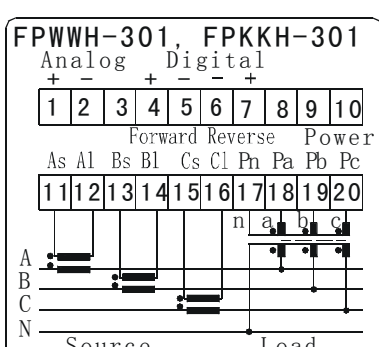 FPWWH-301, FPKKH-301
Analog Digital
+ - + - - +
1 2 3 4 5 6 7 8 9 10
Forward Reverse Power
As Al Bs Bl Cs Cl Pn Pa Pb Pc
11 12 13 14 15 16 17 18 19 20
n a b c
A
B
C
N
Source Load